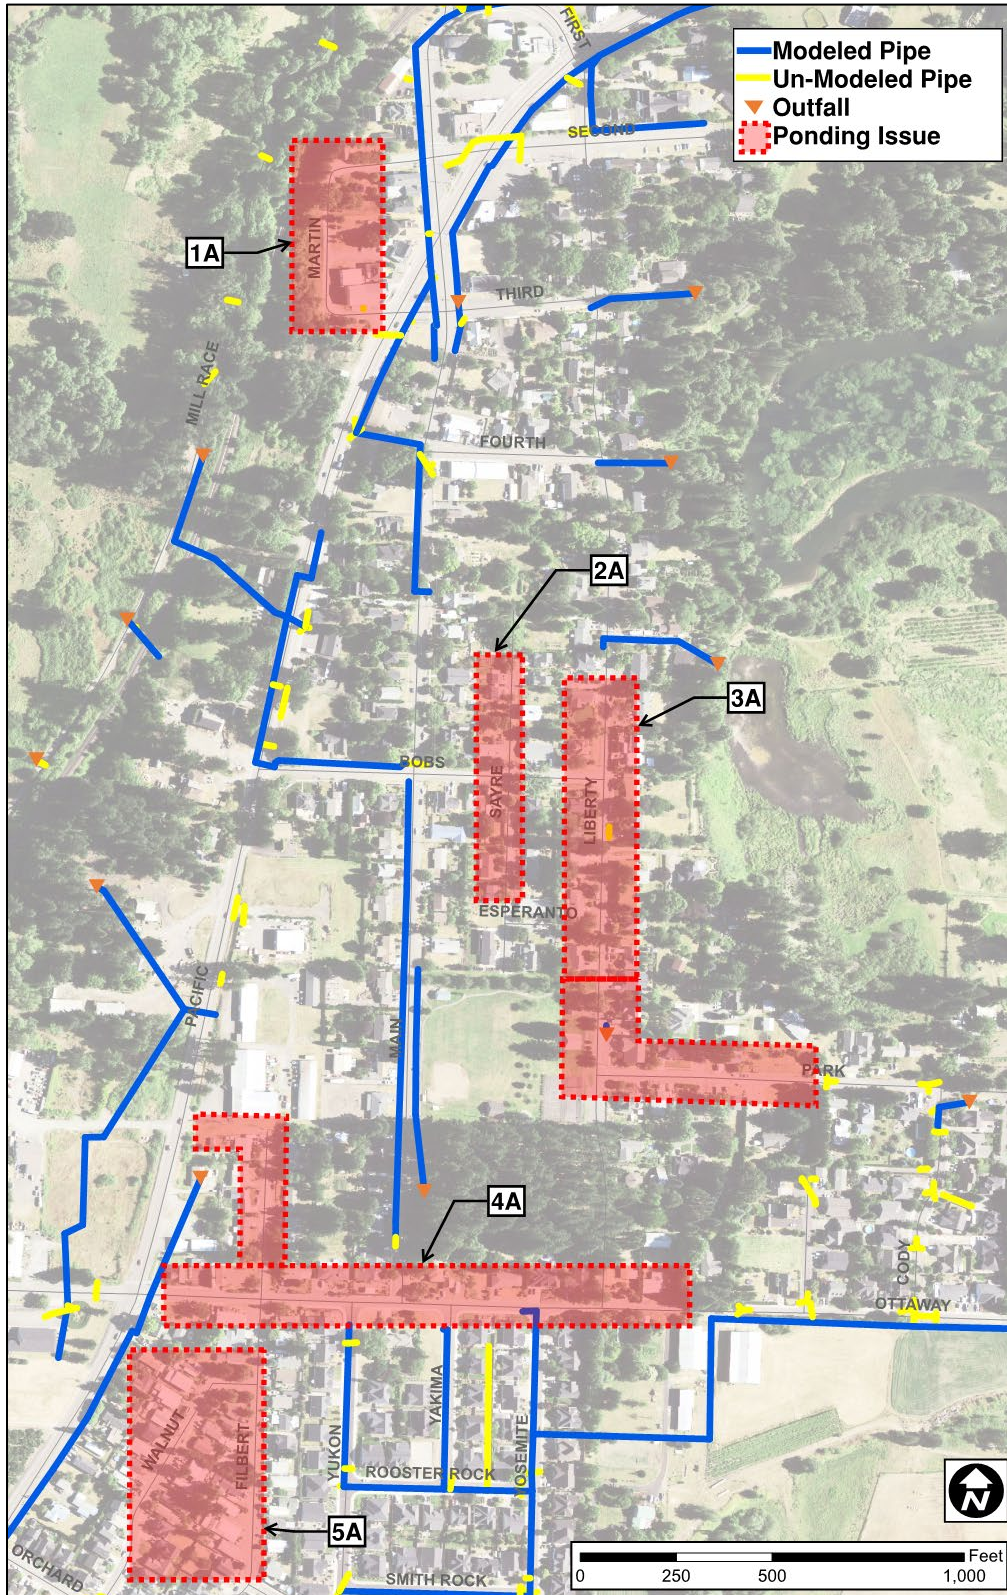 FIRST
Modeled Pipe
Un-Modeled Pipe
Outfall
Ponding Issue
SECOND
MARTIN
1A
THIRD
MILL RACE
FOURTH
2A
3A
BOBS
SAYRE
LIBERTY
ESPERANTO
PACIFIC
MAIN
PARK
4A
CODY
OTTAWAY
WALNUT
FILBERT
YUKON
YAKIMA
YOSEMITE
ROOSTER ROCK
5A
ORCHARD
SMITH ROCK
N
Feet
0 250 500 1,000